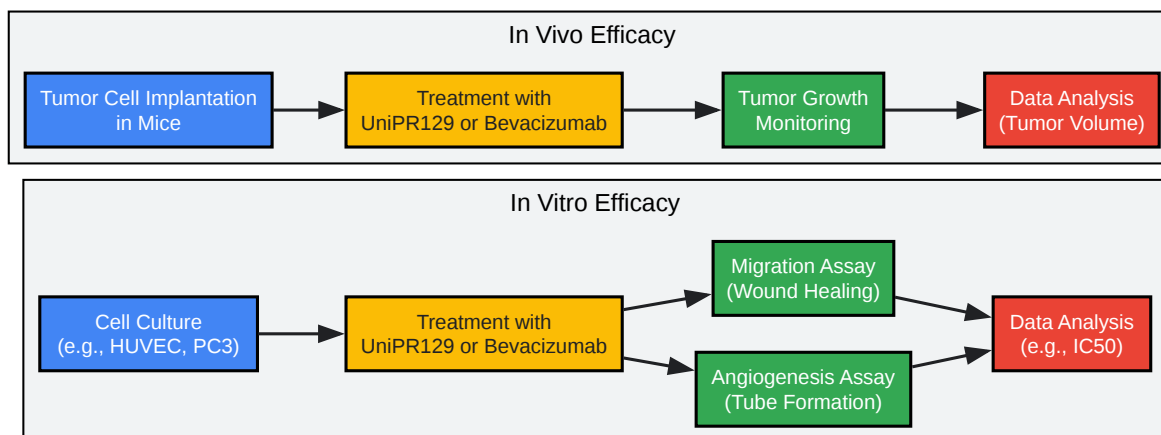 In Vivo Efficacy
Tumor Cell Implantation
in Mice
Treatment with
UniPR129 or Bevacizumab
Tumor Growth
Monitoring
Data Analysis
(Tumor Volume)
In Vitro Efficacy
Cell Culture
(e.g., HUVEC, PC3)
Treatment with
UniPR129 or Bevacizumab
Migration Assay
(Wound Healing)
Angiogenesis Assay
(Tube Formation)
Data Analysis
(e.g., IC50)